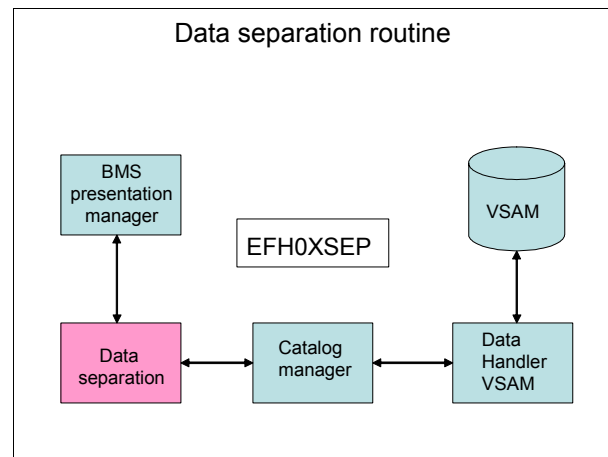 Data separation routine
BMS
presentation
manager
VSAM
EFH0XSEP
Data
separation
Catalog
manager
Data
Handler
VSAM